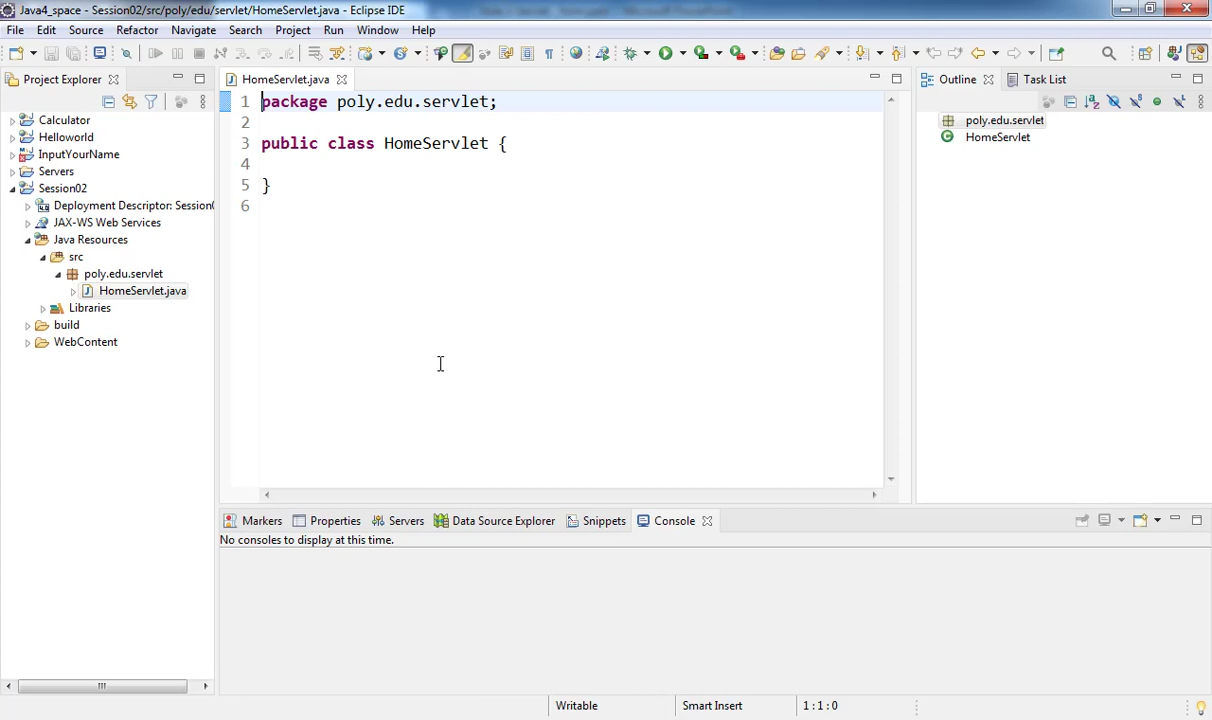 Java4_space - Session02/src/poly/edu/servlet/HomeServlet.java - Eclipse IDE
File Edit Source Refactor Navigate Search Project Run Window Help
Project Explorer
Calculator
Helloworld
InputYourName
Servers
Session02
Deployment Descriptor: Session0
JAX-WS Web Services
Java Resources
src
poly.edu.servlet
HomeServlet.java
Libraries
build
WebContent
HomeServlet.java
1 package poly.edu.servlet;
2
3 public class HomeServlet {
4
5 }
6
Outline Task List
poly.edu.servlet
HomeServlet
Markers Properties Servers Data Source Explorer Snippets Console
No consoles to display at this time.
Writable Smart Insert 1 : 1 : 0